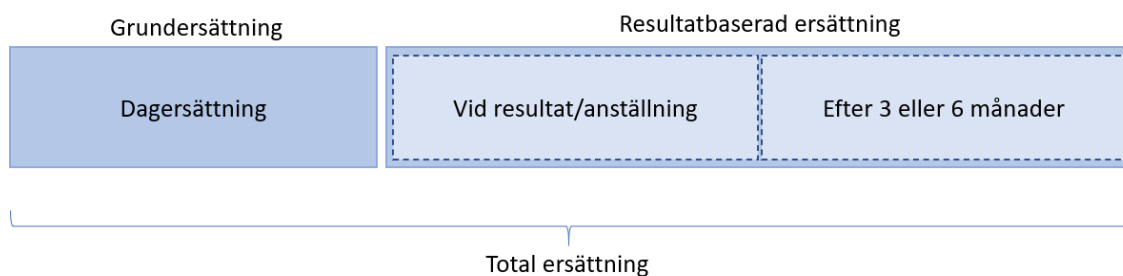 Grundersättning
Resultatbaserad ersättning
Dagersättning
Vid resultat/anställning
Efter 3 eller 6 månader
Total ersättning